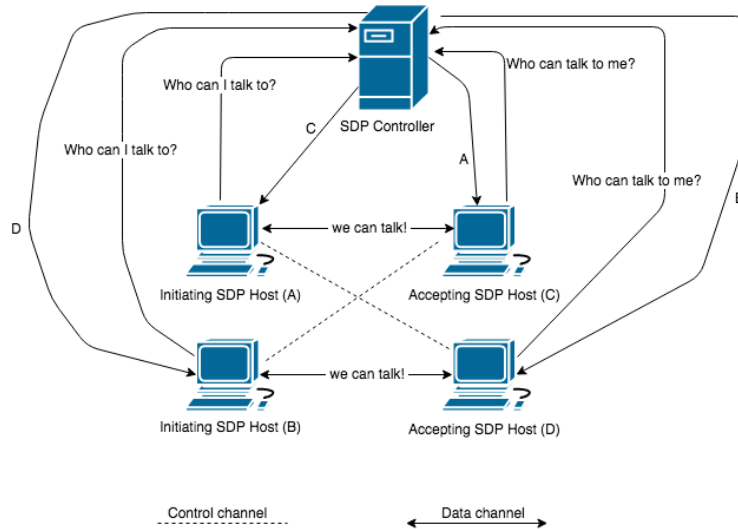 Who can I talk to?
Who can talk to me?
SDP Controller
C
A
Who can I talk to?
Who can talk to me?
D
we can talk!
Initiating SDP Host (A)
Accepting SDP Host (C)
we can talk!
Initiating SDP Host (B)
Accepting SDP Host (D)
Control channel
Data channel